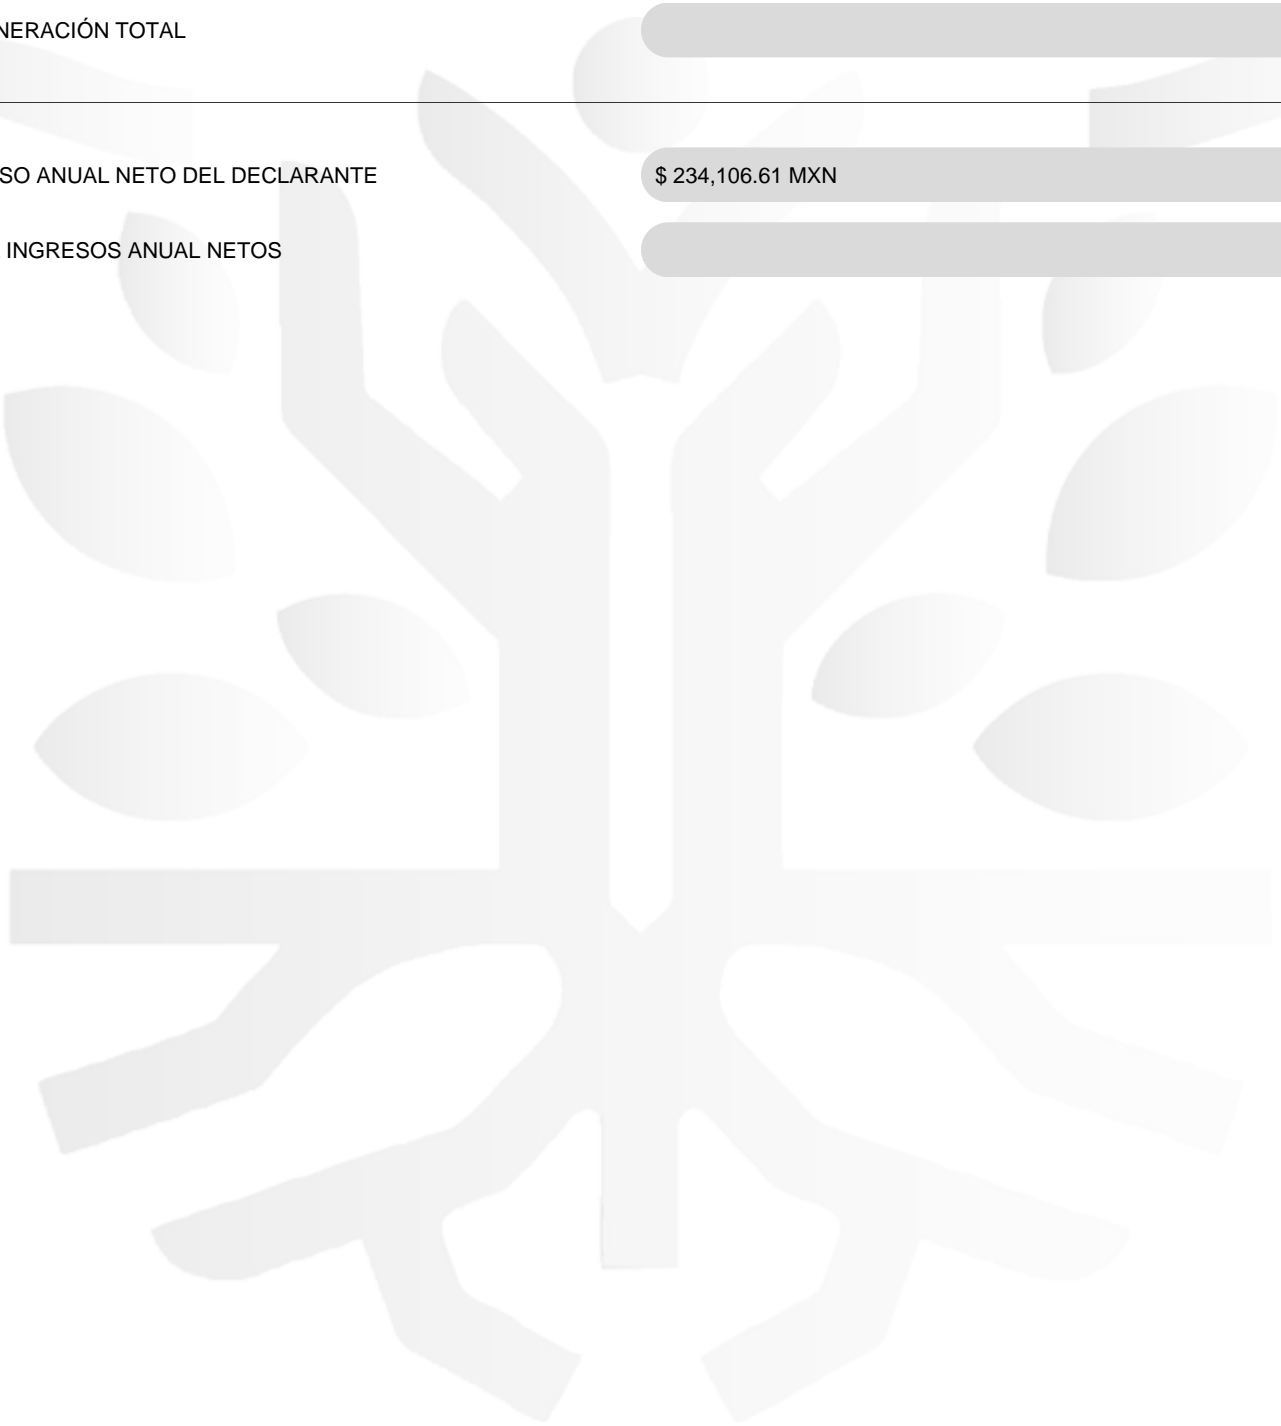 NERACIÓN TOTAL
SO ANUAL NETO DEL DECLARANTE $ 234,106.61 MXN
INGRESOS ANUAL NETOS